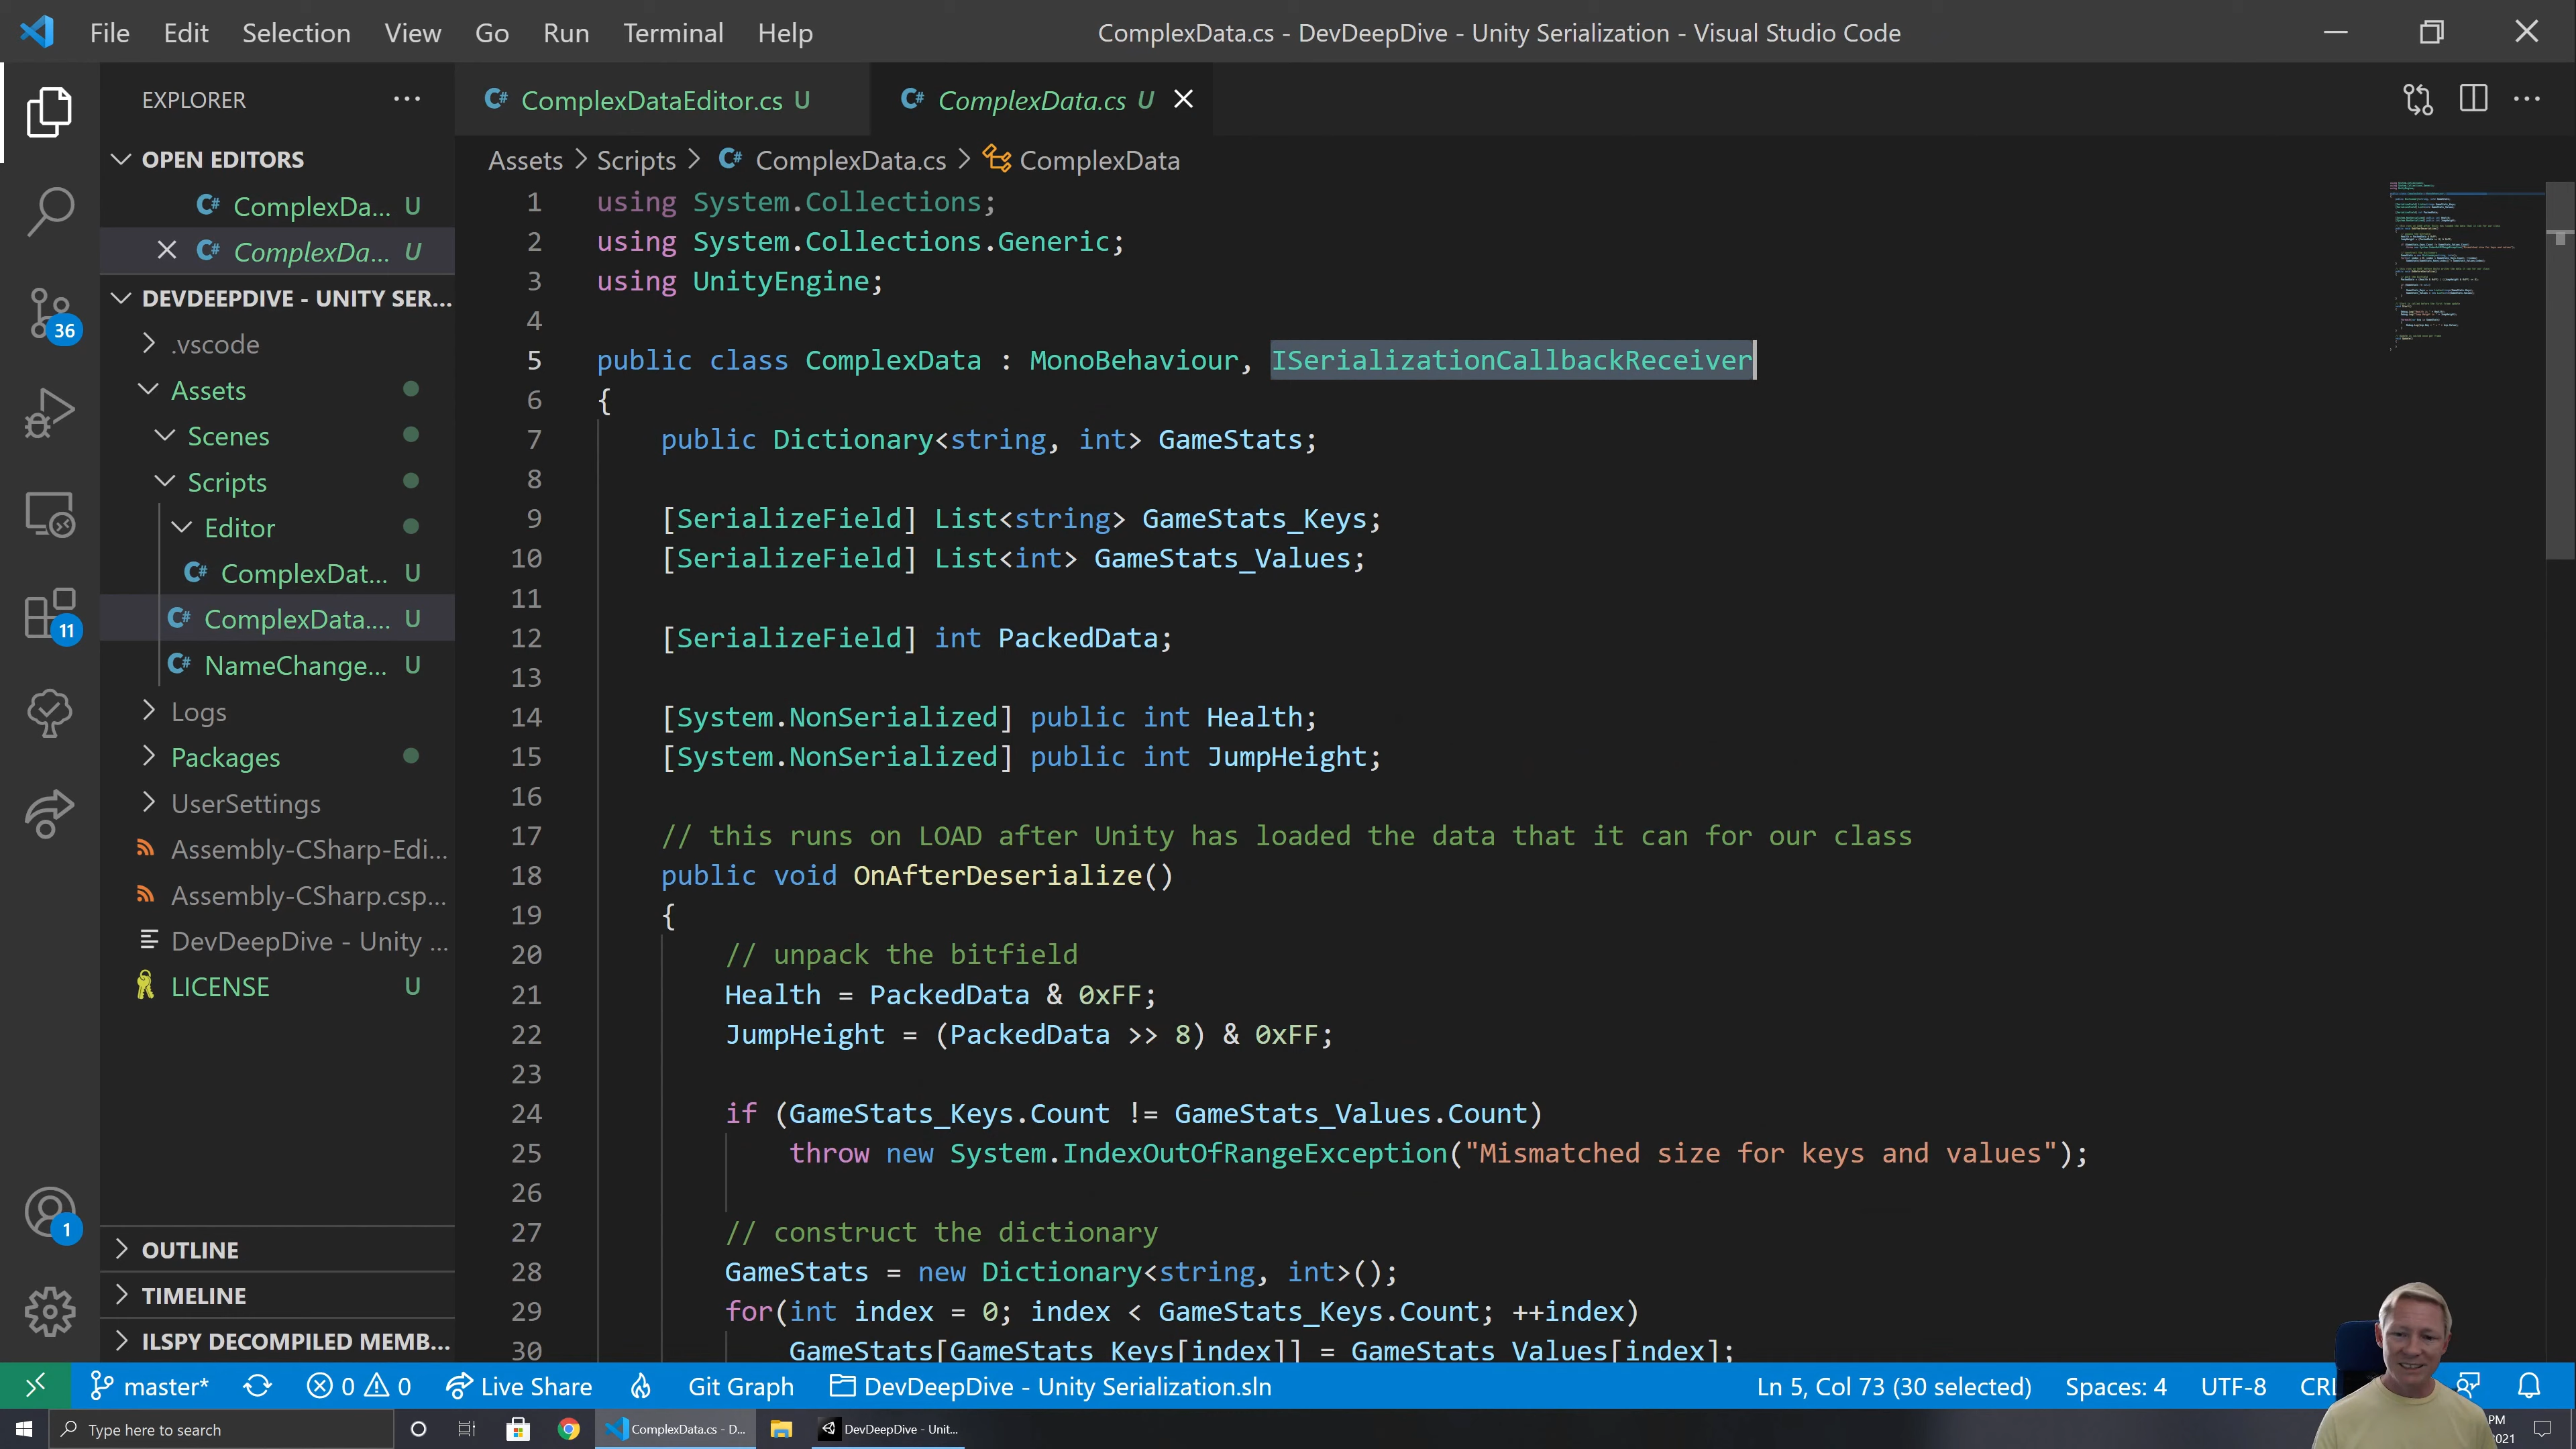 File Edit Selection View Go Run Terminal Help
ComplexData.cs - DevDeepDive - Unity Serialization - Visual Studio Code
EXPLORER
ComplexDataEditor.cs U
ComplexData.cs U
OPEN EDITORS
ComplexDa... U
ComplexDa... U
DEVDEEPDIVE - UNITY SER...
.vscode
Assets
Scenes
Scripts
Editor
ComplexDat... U
ComplexData.... U
NameChange... U
Logs
Packages
UserSettings
Assembly-CSharp-Edi...
Assembly-CSharp.csp...
DevDeepDive - Unity ...
LICENSE U
OUTLINE
TIMELINE
ILSPY DECOMPILED MEMB...
36
11
1
Assets > Scripts > ComplexData.cs > ComplexData
1 using System.Collections;
2 using System.Collections.Generic;
3 using UnityEngine;
4
5 public class ComplexData : MonoBehaviour, ISerializationCallbackReceiver
6 {
7 public Dictionary<string, int> GameStats;
8
9 [SerializeField] List<string> GameStats_Keys;
10 [SerializeField] List<int> GameStats_Values;
11
12 [SerializeField] int PackedData;
13
14 [System.NonSerialized] public int Health;
15 [System.NonSerialized] public int JumpHeight;
16
17 // this runs on LOAD after Unity has loaded the data that it can for our class
18 public void OnAfterDeserialize()
19 {
20 // unpack the bitfield
21 Health = PackedData & 0xFF;
22 JumpHeight = (PackedData >> 8) & 0xFF;
23
24 if (GameStats_Keys.Count != GameStats_Values.Count)
25 throw new System.IndexOutOfRangeException("Mismatched size for keys and values");
26
27 // construct the dictionary
28 GameStats = new Dictionary<string, int>();
29 for(int index = 0; index < GameStats_Keys.Count; ++index)
30 GameStats[GameStats_Keys[index]] = GameStats_Values[index];
master* 0 0 Live Share Git Graph DevDeepDive - Unity Serialization.sln
Ln 5, Col 73 (30 selected) Spaces: 4 UTF-8
Type here to search
ComplexData.cs - D...
DevDeepDive - Unit...
PM
2021